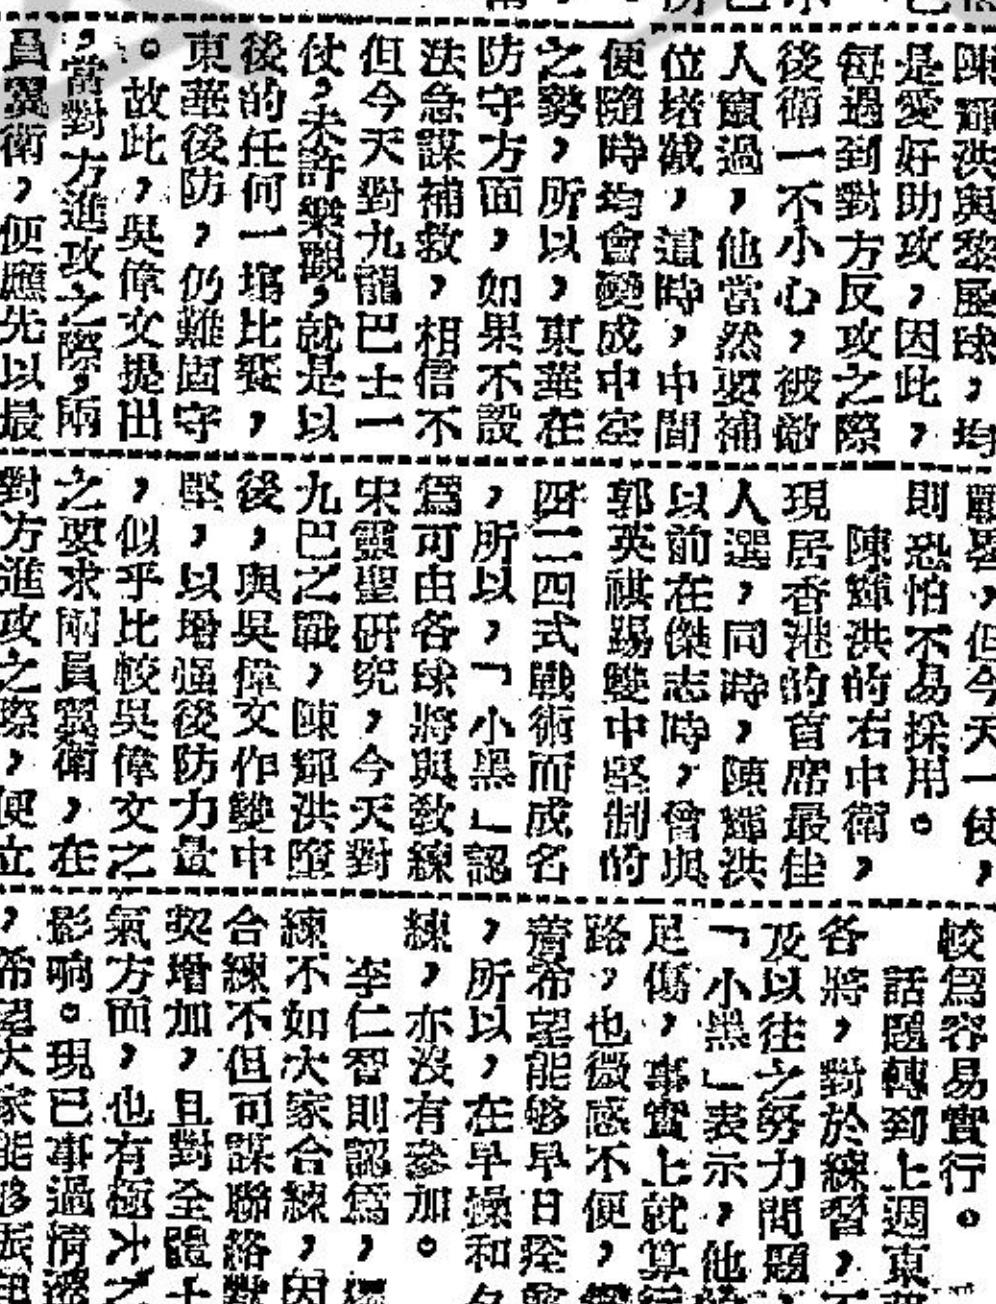 陳輝洪與黎屈球，均
是愛好助攻，因此，
每遇到對方反攻之際
後衛一不小心，被敵
人竄過，他當然要補
位堵截，這時，中間
便隨時均會變成中空
之勢，所以，東華在
防守方面，如果不設
法急謀補救，相信不
但今天對九龍巴士一
仗，未許樂觀，就是以
後的任何一塲比賽，
東華後防，仍難固守
。故此，吳偉文提出
，當對方進攻之際，兩
員翼衛，便應先以最
戰畧，但今天一仗，
則恐怕不易採用。
陳輝洪的右中衛，
現居香港的首席最佳
人選，同時，陳輝洪
以前在傑志時，曾與
郭英祺踢雙中堅制的
四二四式戰術而成名
，所以，「小黑」認
爲可由各球將與教練
宋靈聖研究，今天對
九巴之戰，陳輝洪墮
後，與吳偉文作雙中
堅，以增强後防力量
，似乎比較吳偉文之
之要求兩員翼衛，在
對方進攻之際，便立
較爲容易實行。
話題轉到上週東
各將，對於練習，
及以往之努力問題
「小黑」表示，他
足傷，事實上就算行
路，也微感不便，
着希望能够早日痊
，所以，在早操和
練，亦沒有參加。
李仁智則認爲，
練不如大家合練，因
合練不但可謀聯絡
契增加，且對全體士
氣方面，也有極大之
影响。現已事過情遷
，希望大家能够振